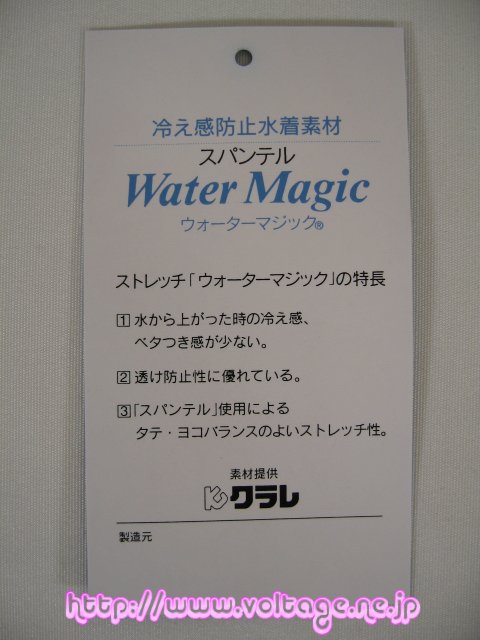 冷え感防止水着素材
スパンテル
Water Magic
ウォーターマジック®
ストレッチ「ウォーターマジック」の特長
1 水から上がった時の冷え感、
ベタつき感が少ない。
2 透け防止性に優れている。
3 「スパンテル」使用による
タテ・ヨコバランスのよいストレッチ性。
素材提供
クラレ
製造元
http://www.voltage.ne.jp